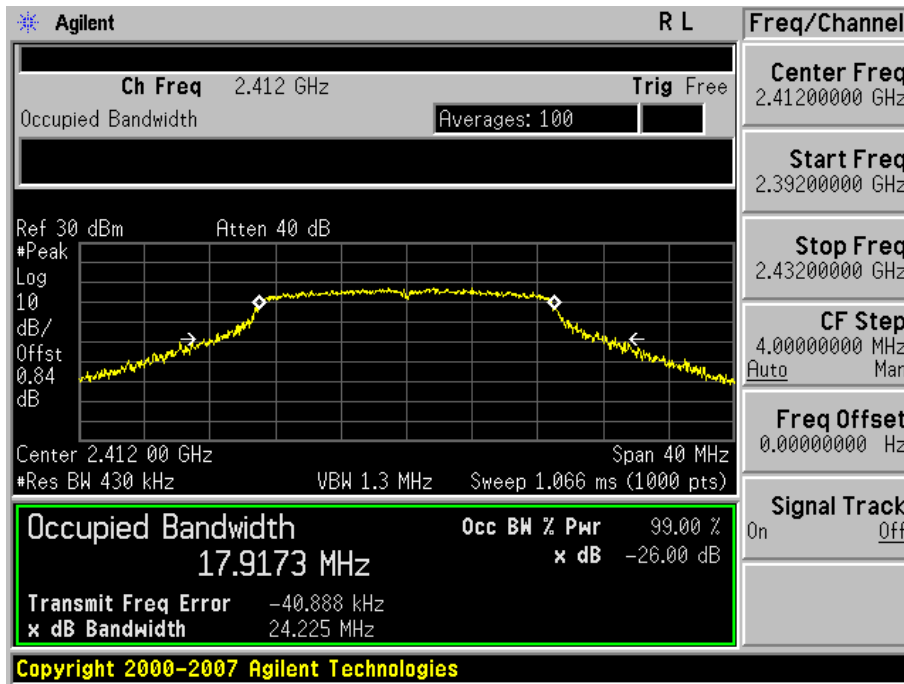 Agilent
R L
Freq/Channel
Ch Freq 2.412 GHz
Trig Free
Occupied Bandwidth
Averages: 100
Center Freq
2.41200000 GHz
Start Freq
2.39200000 GHz
Stop Freq
2.43200000 GHz
CF Step
4.00000000 MHz
Auto Man
Freq Offset
0.00000000 Hz
Signal Track
On Off
Ref 30 dBm
Atten 40 dB
#Peak
Log
10
dB/
Offst
0.84
dB
Center 2.412 00 GHz
Span 40 MHz
#Res BW 430 kHz
VBW 1.3 MHz
Sweep 1.066 ms (1000 pts)
Occupied Bandwidth
17.9173 MHz
Occ BW % Pwr 99.00 %
x dB -26.00 dB
Transmit Freq Error -40.888 kHz
x dB Bandwidth 24.225 MHz
Copyright 2000-2007 Agilent Technologies